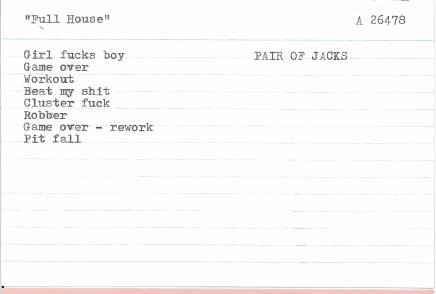 "Full House" A 26478
Girl fucks boy PAIR OF JACKS
Game over
Workout
Beat my shit
Cluster fuck
Robber
Game over - rework
Pit fall